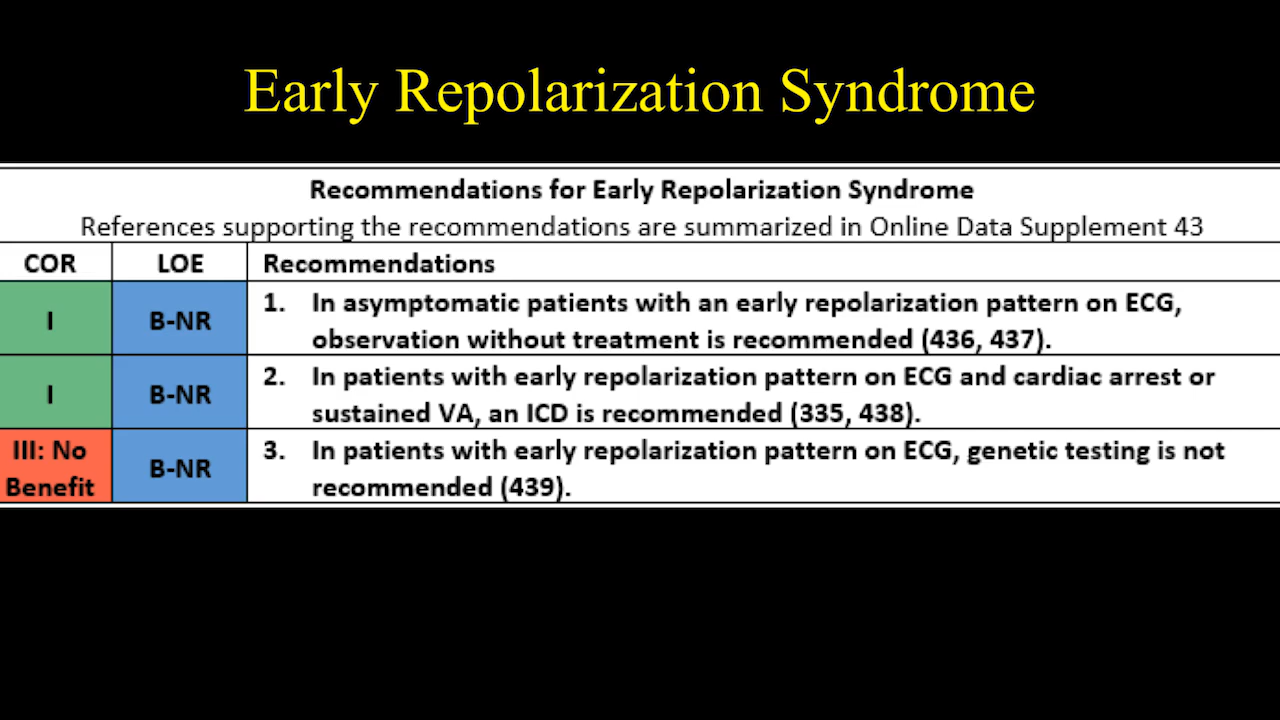 Early Repolarization Syndrome
Recommendations for Early Repolarization Syndrome
References supporting the recommendations are summarized in Online Data Supplement 43
COR LOE Recommendations
I B-NR 1. In asymptomatic patients with an early repolarization pattern on ECG,
observation without treatment is recommended (436, 437).
I B-NR 2. In patients with early repolarization pattern on ECG and cardiac arrest or
sustained VA, an ICD is recommended (335, 438).
III: No
Benefit
B-NR
3. In patients with early repolarization pattern on ECG, genetic testing is not
recommended (439).